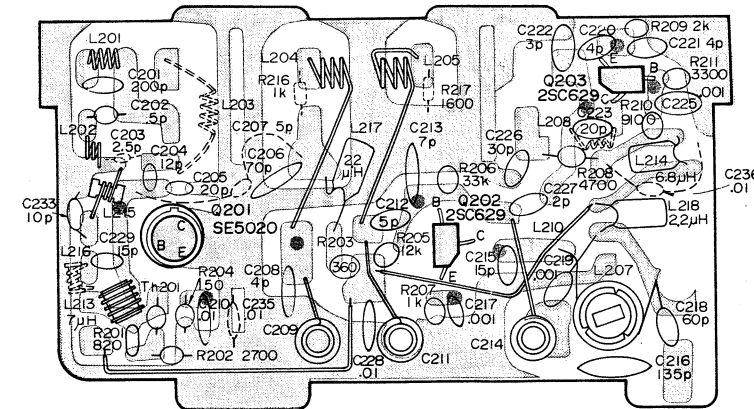 L201
C201
200p
C202
.5p
L202
C203
2.5p
C204
12p
C205
20p
C233
10p
L215
C229
15p
L216
L213
7μH
R201
820
Th201
R204
150
C210
.01
C235
.01
R202 2700
Q201
SE5020
C
B
E
L203
L204
R216
1k
C207 .5p
C206
70p
C208
4p
C209
L217
22
μH
R203
360
C228
.01
C211
L205
R217
1600
C213
7p
C212
5p
R205
12k
R206
33k
Q202
2SC629
B
C
E
R207
1k
C217
.001
C215
15p
C214
C226
30p
C227
.2p
L210
C219
.001
L207
C222
3p
C220
4p
E
B
C
Q203
2SC629
C223
20p
L208
R208
4700
R209 2k
C221 4p
R211
3300
.001
C225
R210
9100
L214
6.8μH
C236
.01
L218
2.2μH
C218
60p
C216
135p